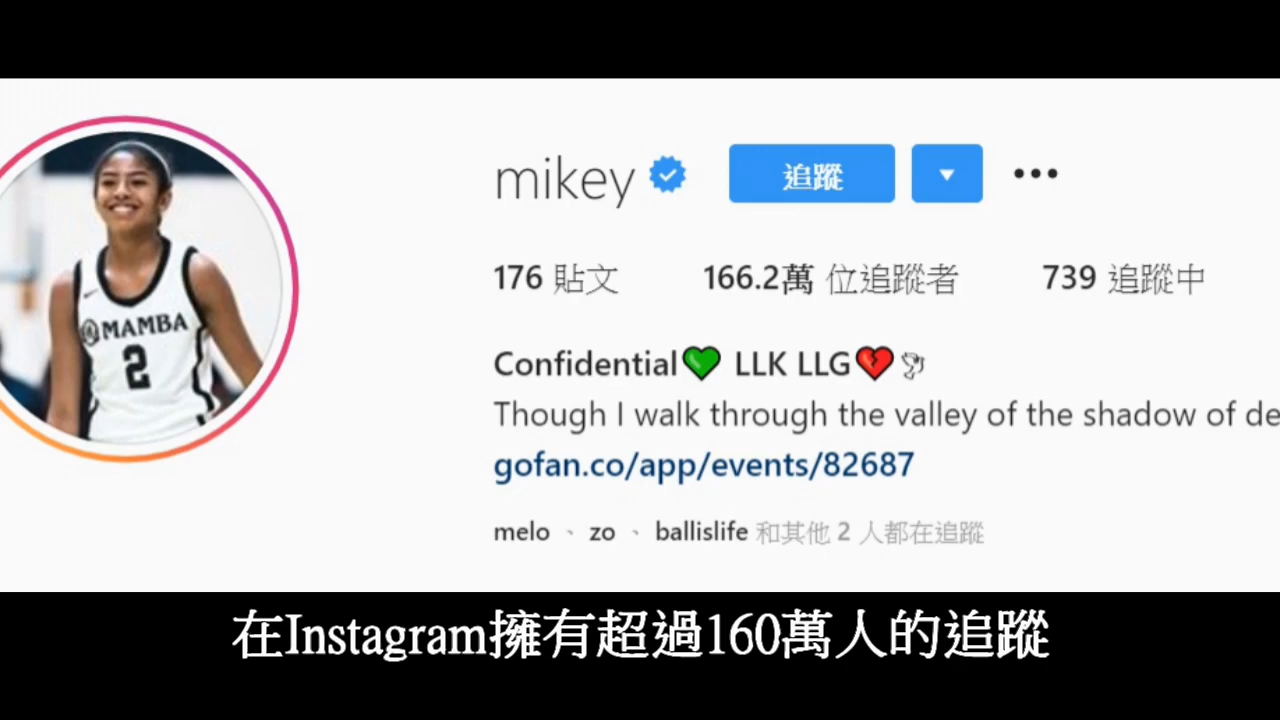 mikey 追蹤
176 貼文 166.2萬 位追蹤者 739 追蹤中
Confidential💚 LLK LLG💔🕊
Though I walk through the valley of the shadow of de
gofan.co/app/events/82687
melo、zo、ballislife 和其他 2 人都在追蹤
MAMBA
2
在Instagram擁有超過160萬人的追蹤